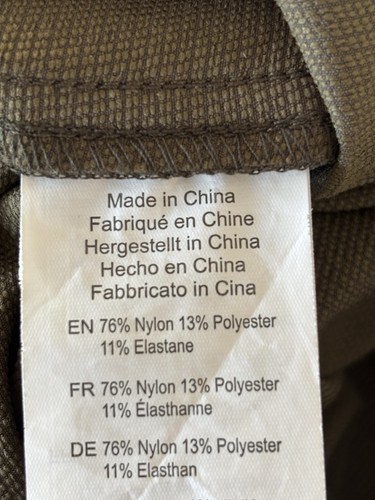 Made in China
Fabriqué en Chine
Hergestellt in China
Hecho en China
Fabbricato in Cina
EN 76% Nylon 13% Polyester
11% Elastane
FR 76% Nylon 13% Polyester
11% Élasthanne
DE 76% Nylon 13% Polyester
11% Elasthan